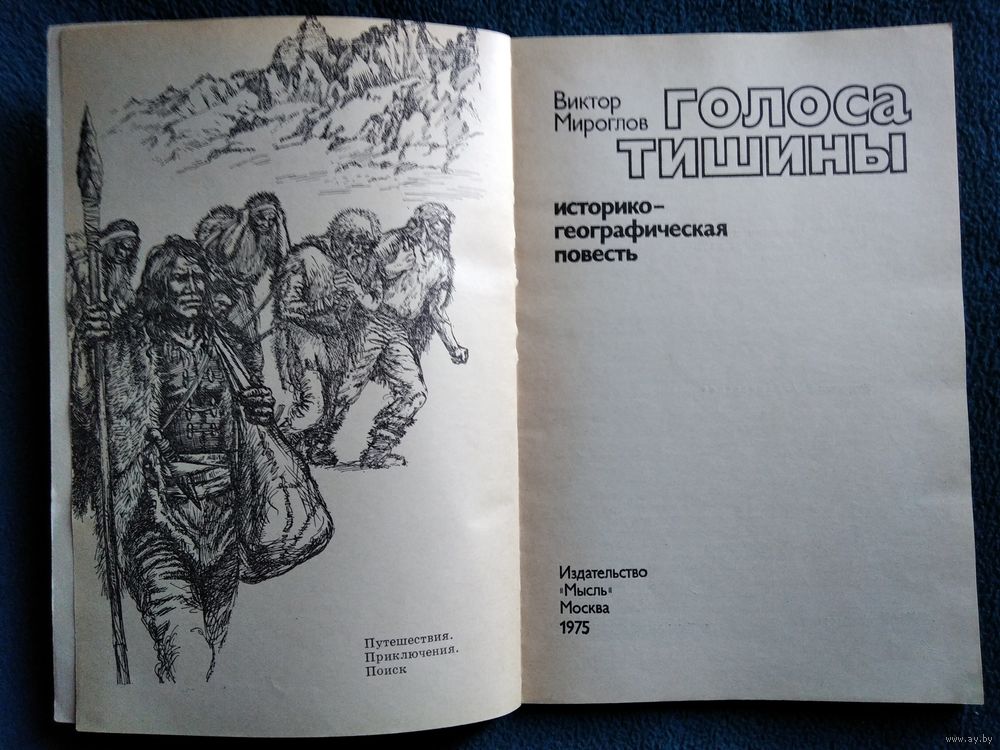 Путешествия.
Приключения.
Поиск
Виктор
Мироглов
голоса
тишины
историко-
географическая
повесть
Издательство
"Мысль"
Москва
1975
www.ay.by